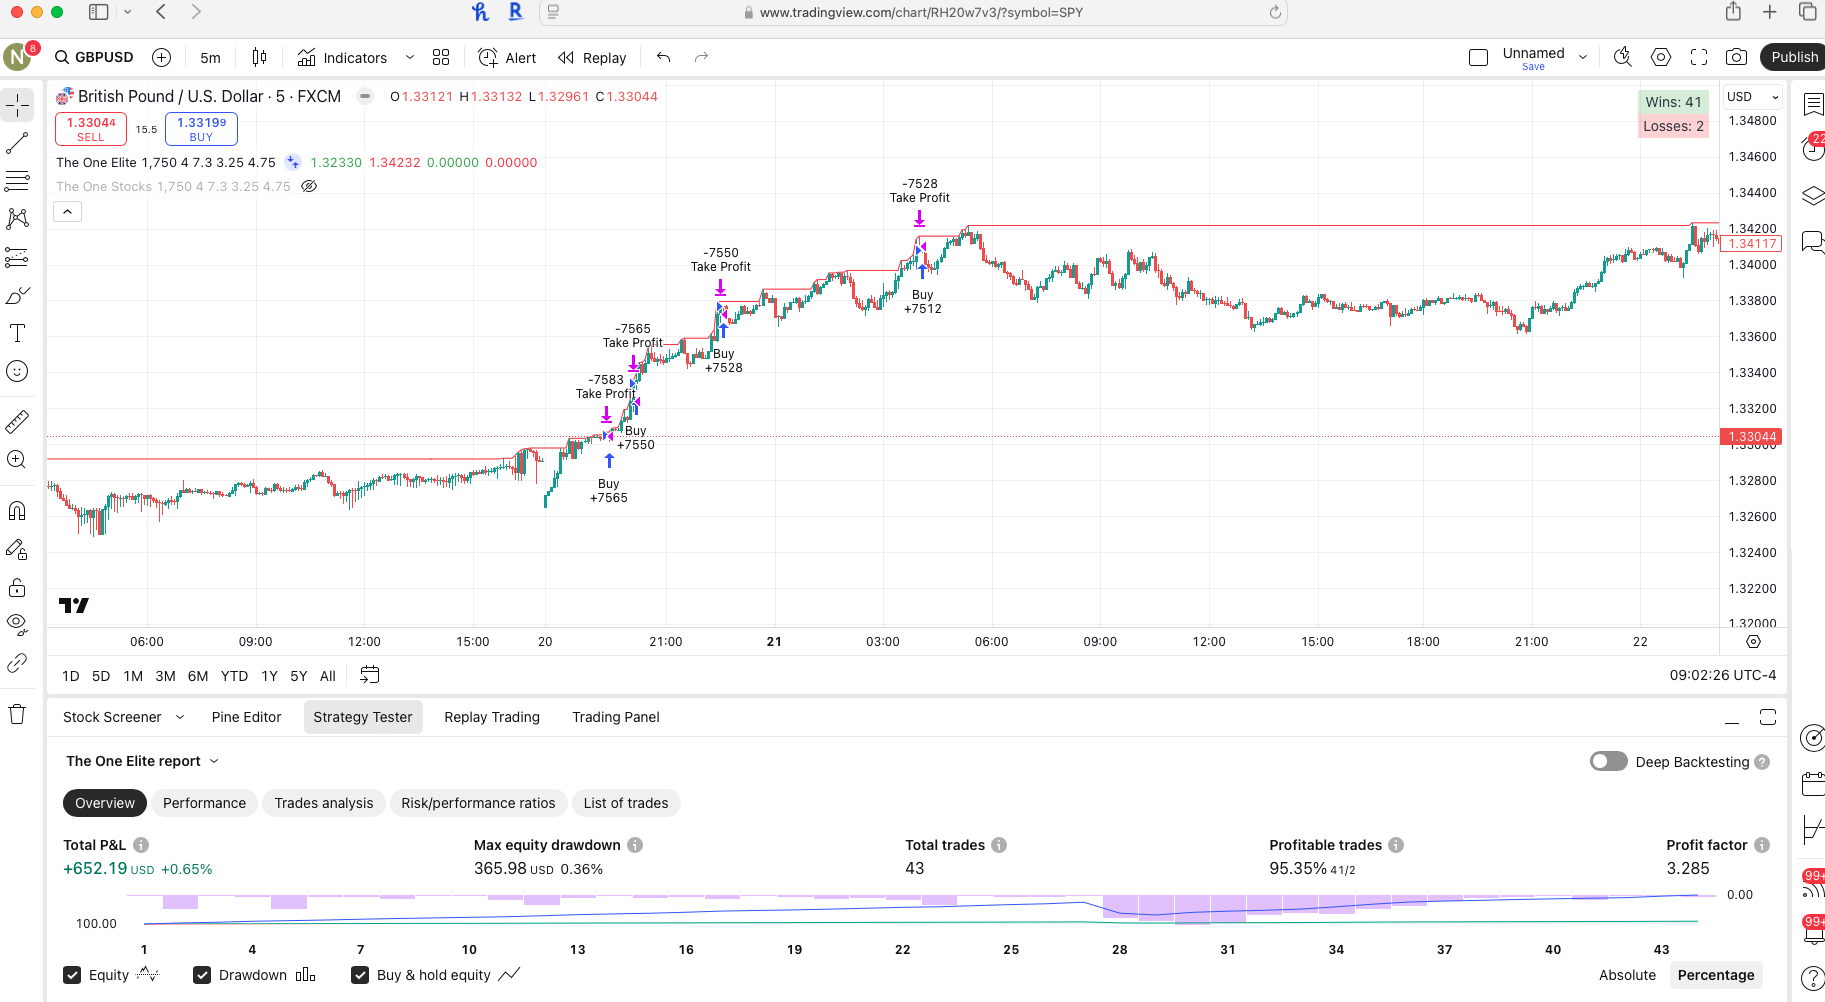 www.tradingview.com/chart/RH20w7v3/?symbol=SPY
N 8 GBPUSD 5m Indicators Alert Replay Unnamed Save Publish
British Pound / U.S. Dollar · 5 · FXCM O1.33121 H1.33132 L1.32961 C1.33044
1.33044 SELL 15.5 1.33199 BUY
The One Elite 1,750 4 7.3 3.25 4.75 1.32330 1.34232 0.00000 0.00000
The One Stocks 1,750 4 7.3 3.25 4.75
Wins: 41
Losses: 2
USD
1.34800
1.34600
1.34400
1.34200
1.34117
1.34000
1.33800
1.33600
1.33400
1.33200
1.33044
1.33000
1.32800
1.32600
1.32400
1.32200
1.32000
22
-7528
Take Profit
-7550
Take Profit
Buy
+7512
-7565
Take Profit
Buy
+7528
-7583
Take Profit
Buy
+7550
Buy
+7565
06:00 09:00 12:00 15:00 20 21:00 21 03:00 06:00 09:00 12:00 15:00 18:00 21:00 22
1D 5D 1M 3M 6M YTD 1Y 5Y All 09:02:26 UTC-4
Stock Screener Pine Editor Strategy Tester Replay Trading Trading Panel
The One Elite report Deep Backtesting ?
Overview Performance Trades analysis Risk/performance ratios List of trades
Total P&L Max equity drawdown Total trades Profitable trades Profit factor
+652.19 USD +0.65% 365.98 USD 0.36% 43 95.35% 41/2 3.285
0.00
100.00
1 4 7 10 13 16 19 22 25 28 31 34 37 40 43
Equity Drawdown Buy & hold equity Absolute Percentage
99+
99+